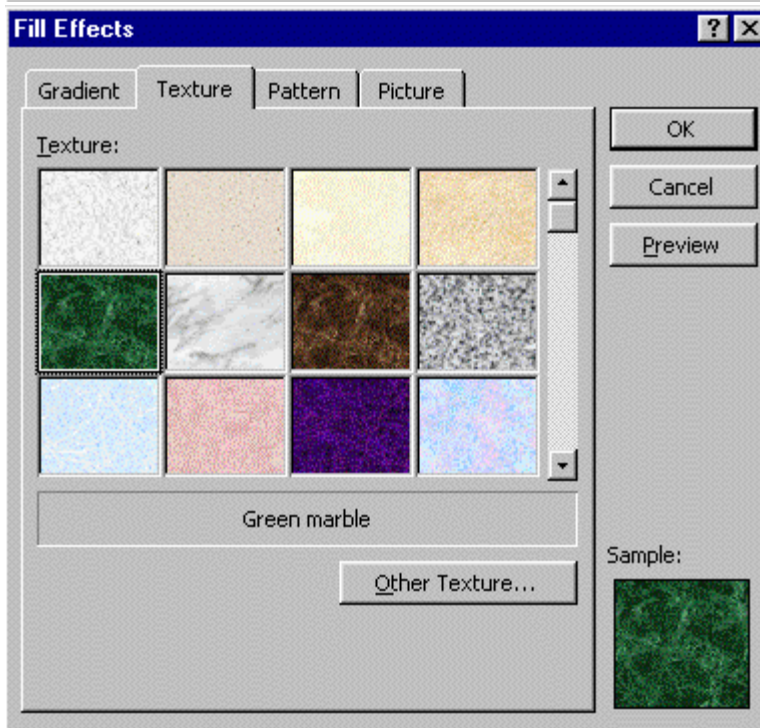 Fill Effects
Gradient Texture Pattern Picture
Texture:
OK
Cancel
Preview
Green marble
Other Texture...
Sample: